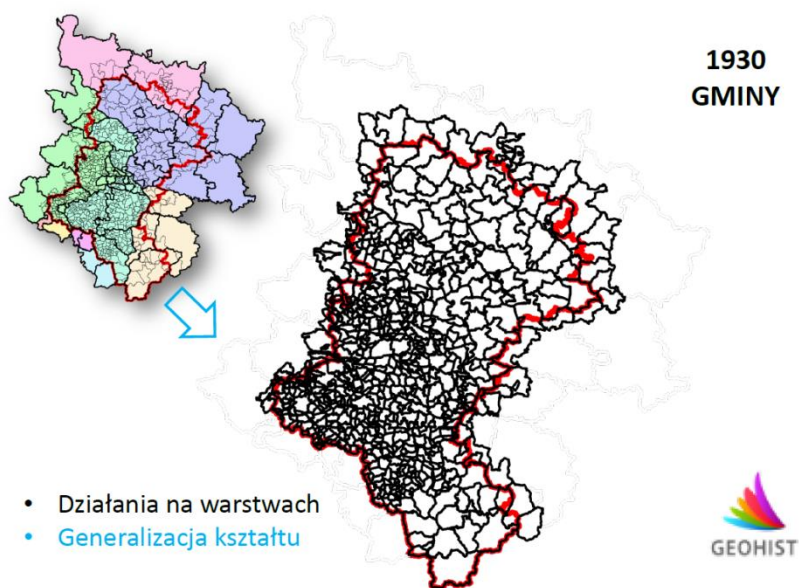 1930
GMINY
• Działania na warstwach
• Generalizacja kształtu
GEOHIST